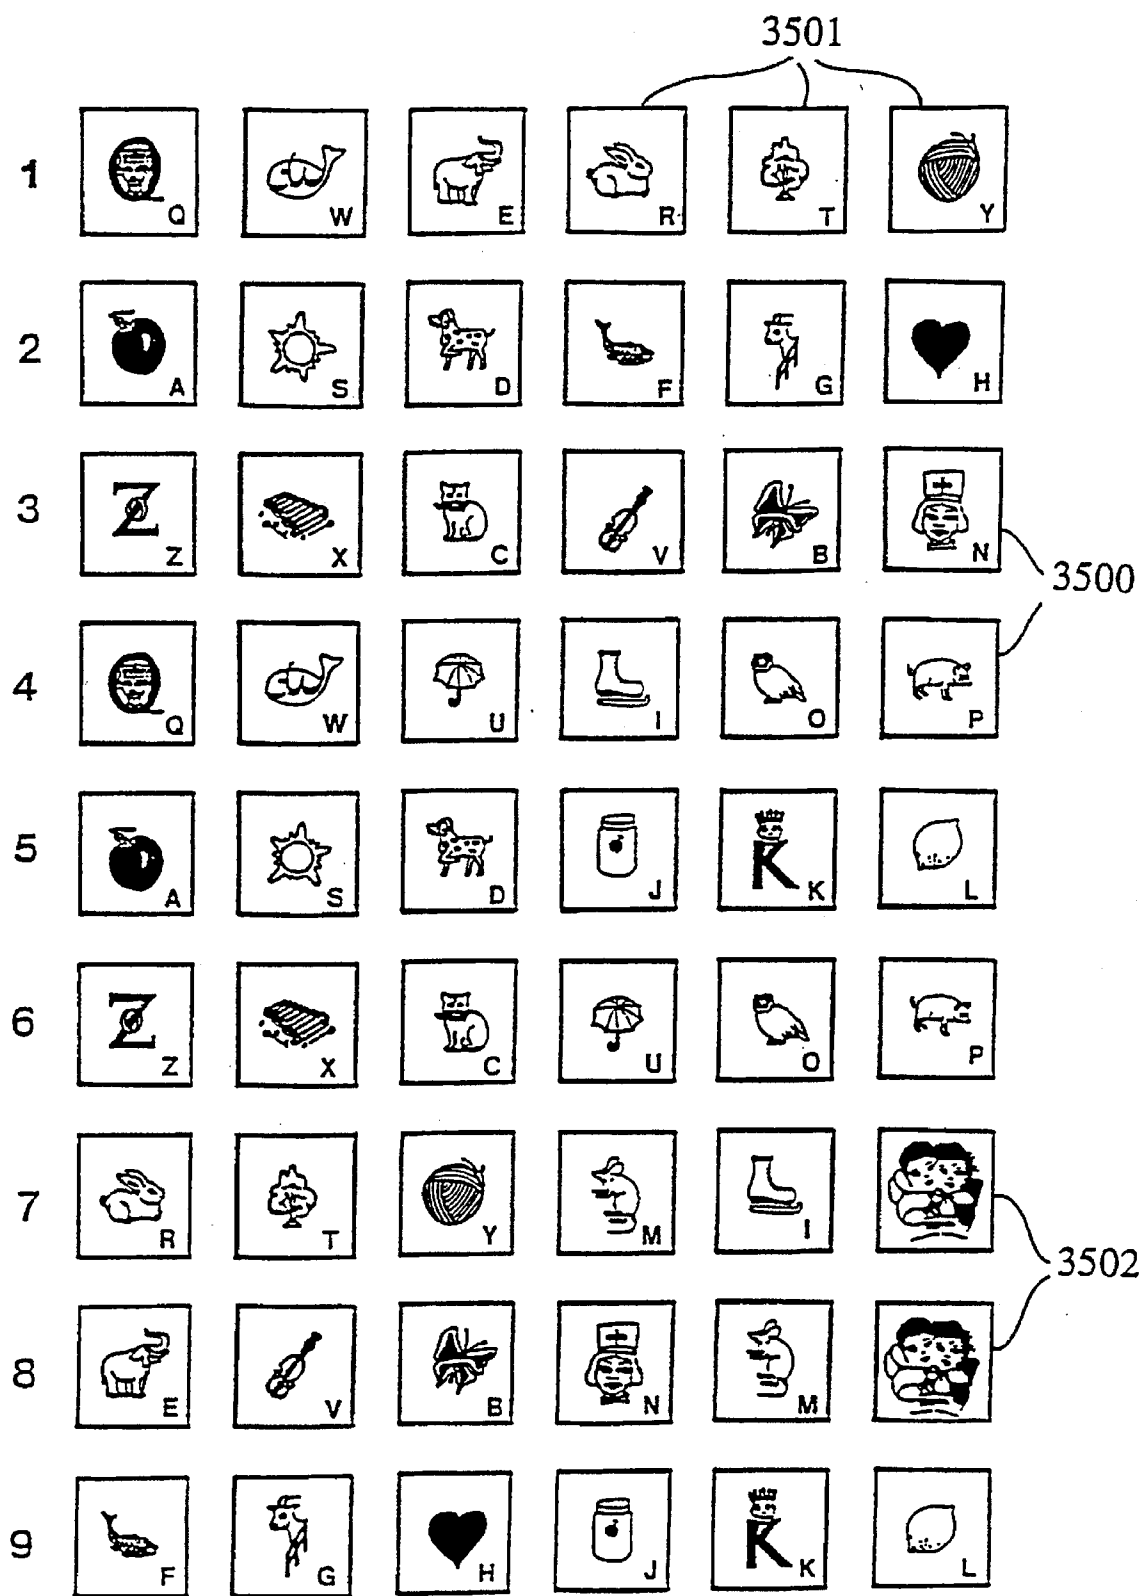 3501
1 Q W E R T Y
2 A S D F G H
3 Z Z X C V B N
3500
4 Q W U I O P
5 A S D J K K L
6 Z Z X C U O P
7 R T Y M I
3502
8 E V B N M
9 F G H J K K L